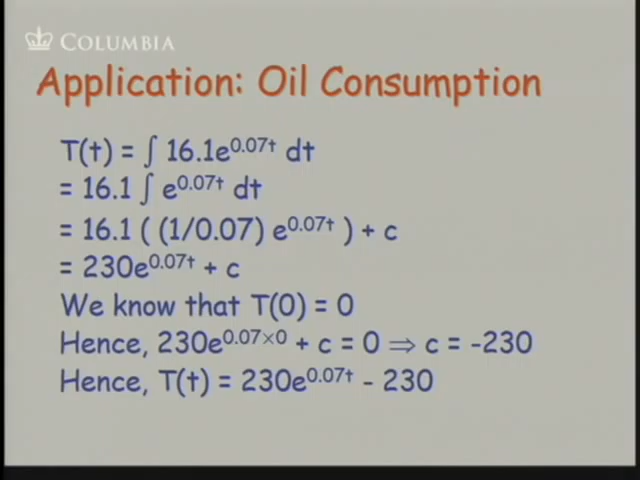 COLUMBIA
Application: Oil Consumption
T(t) = ∫ 16.1e^0.07t dt
= 16.1 ∫ e^0.07t dt
= 16.1 ( (1/0.07) e^0.07t ) + c
= 230e^0.07t + c
We know that T(0) = 0
Hence, 230e^0.07×0 + c = 0 ⇒ c = -230
Hence, T(t) = 230e^0.07t - 230